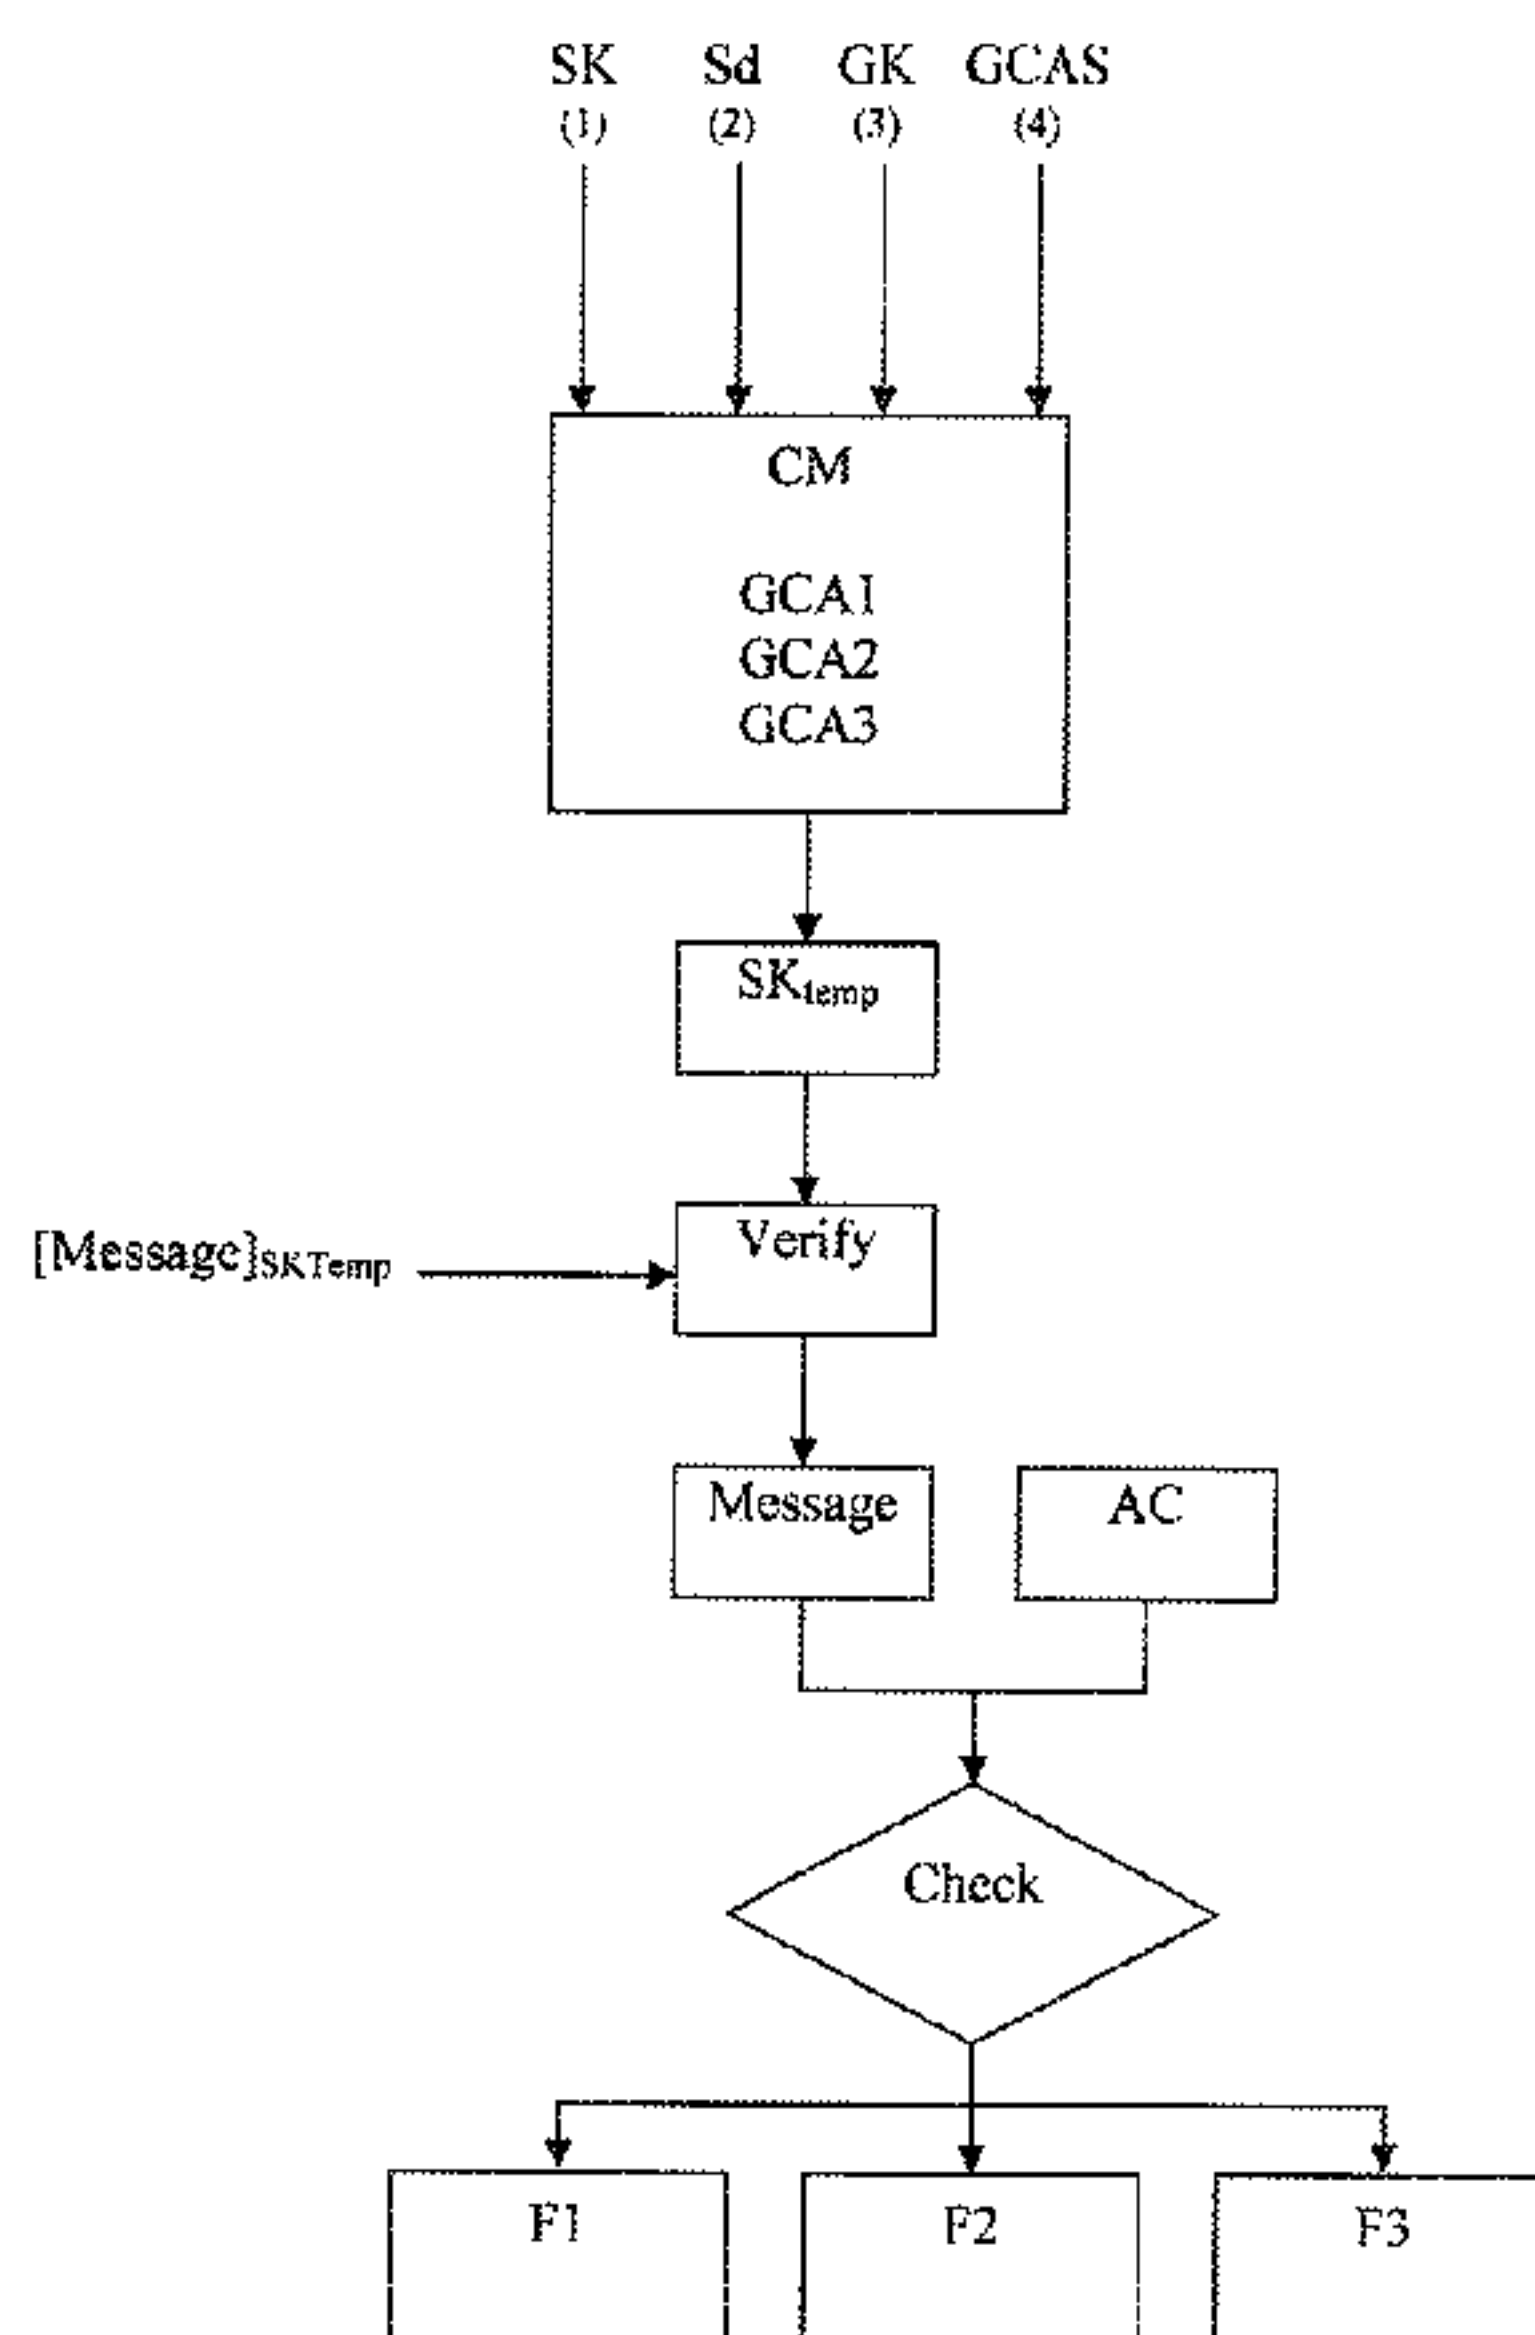 SK Sd GK GCAS
(1) (2) (3) (4)
CM
GCA1
GCA2
GCA3
SKtemp
Verify
[Message]SKTemp
Message AC
Check
F1 F2 F3